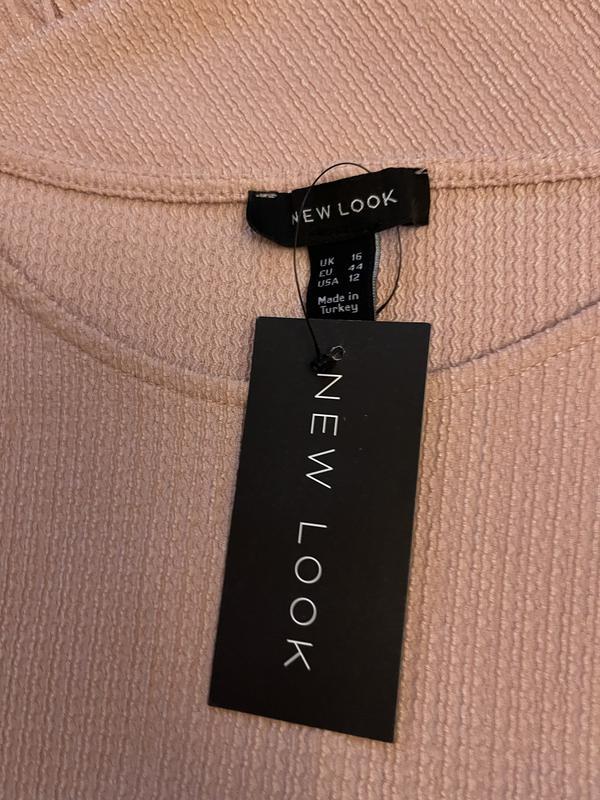 NEW LOOK
UK 16
EU 44
USA 12
Made in
Turkey
NEW LOOK